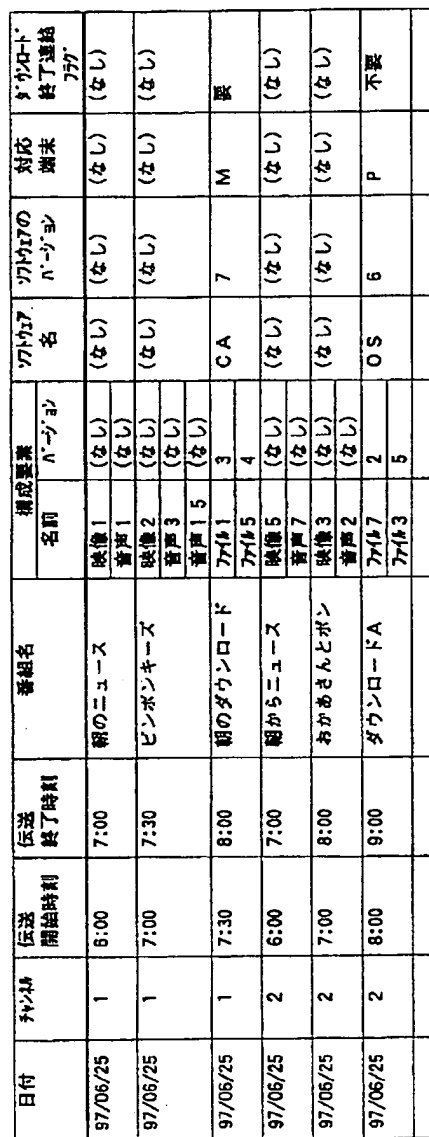 日付 チャンネル 伝送開始時刻 伝送終了時刻 番組名 構成要素 名前 バージョン ソフトウェア名 ソフトウェアのバージョン 対応端末 ダウンロード終了連絡フラグ
97/06/25 1 6:00 7:00 朝のニュース 映像1 (なし) (なし) (なし) (なし) (なし)
音声1 (なし)
97/06/25 1 7:00 7:30 ピンポンキーズ 映像2 (なし) (なし) (なし) (なし) (なし)
音声3 (なし)
音声15 (なし)
97/06/25 1 7:30 8:00 朝のダウンロード ファイル1 3 CA 7 M 要
ファイル5 4
97/06/25 2 6:00 7:00 朝からニュース 映像5 (なし) (なし) (なし) (なし) (なし)
音声7 (なし)
97/06/25 2 7:00 8:00 おかあさんとポン 映像3 (なし) (なし) (なし) (なし) (なし)
音声2 (なし)
97/06/25 2 8:00 9:00 ダウンロードA ファイル7 2 OS 6 P 不要
ファイル3 5